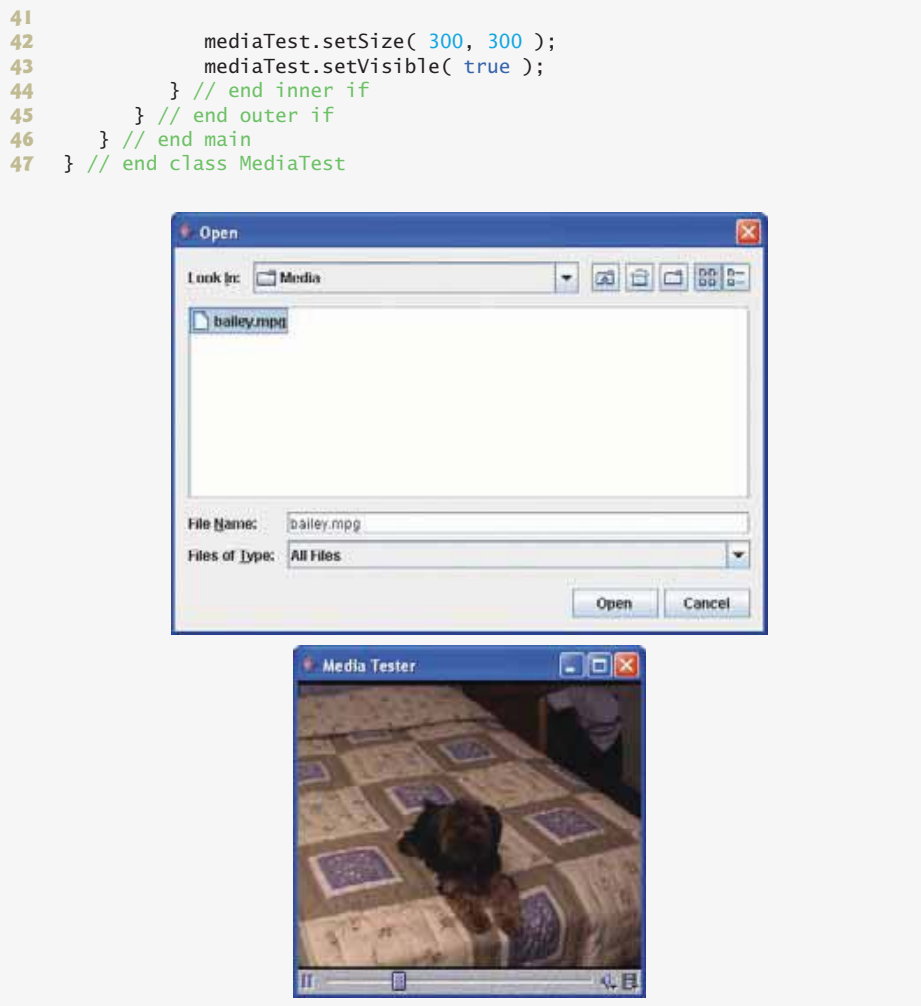 41
42 mediaTest.setSize( 300, 300 );
43 mediaTest.setVisible( true );
44 } // end inner if
45 } // end outer if
46 } // end main
47 } // end class MediaTest
Open
Look In: Media
bailey.mpg
File Name: bailey.mpg
Files of Type: All Files
Open Cancel
Media Tester